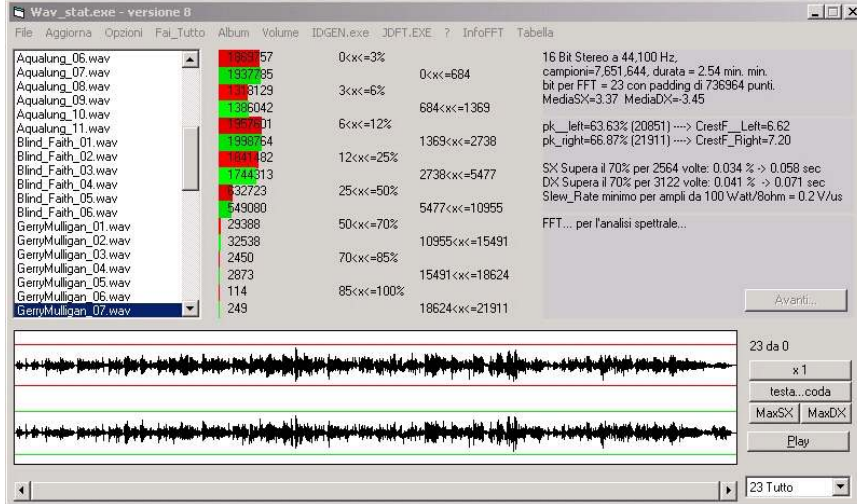 Wav_stat.exe - versione 8
File Aggiorna Opzioni Fai_Tutto Album Volume IDGEN.exe JDFT.EXE ? InfoFFT Tabella
Aqualung_06.wav
Aqualung_07.wav
Aqualung_08.wav
Aqualung_09.wav
Aqualung_10.wav
Aqualung_11.wav
Blind_Faith_01.wav
Blind_Faith_02.wav
Blind_Faith_03.wav
Blind_Faith_04.wav
Blind_Faith_05.wav
Blind_Faith_06.wav
GerryMulligan_01.wav
GerryMulligan_02.wav
GerryMulligan_03.wav
GerryMulligan_04.wav
GerryMulligan_05.wav
GerryMulligan_06.wav
GerryMulligan_07.wav
1869757 0<x<=3%
1937785 0<x<=684
1318129 3<x<=6%
1386042 684<x<=1369
1957601 6<x<=12%
1998764 1369<x<=2738
1841482 12<x<=25%
1744313 2738<x<=5477
632723 25<x<=50%
549080 5477<x<=10955
29388 50<x<=70%
32538 10955<x<=15491
2450 70<x<=85%
2873 15491<x<=18624
114 85<x<=100%
249 18624<x<=21911
16 Bit Stereo a 44,100 Hz,
campioni=7,651,644, durata = 2.54 min. min.
bit per FFT = 23 con padding di 736964 punti.
MediaSX=3.37 MediaDX=-3.45
pk__left=63.63% (20851) ----> CrestF__Left=6.62
pk_right=66.87% (21911) ----> CrestF_Right=7.20
SX Supera il 70% per 2564 volte: 0.034 % -> 0.058 sec
DX Supera il 70% per 3122 volte: 0.041 % -> 0.071 sec
Slew_Rate minimo per ampli da 100 Watt/8ohm = 0.2 V/us
FFT... per l'analisi spettrale...
Avanti...
23 da 0
x 1
testa...coda
MaxSX MaxDX
Play
23 Tutto